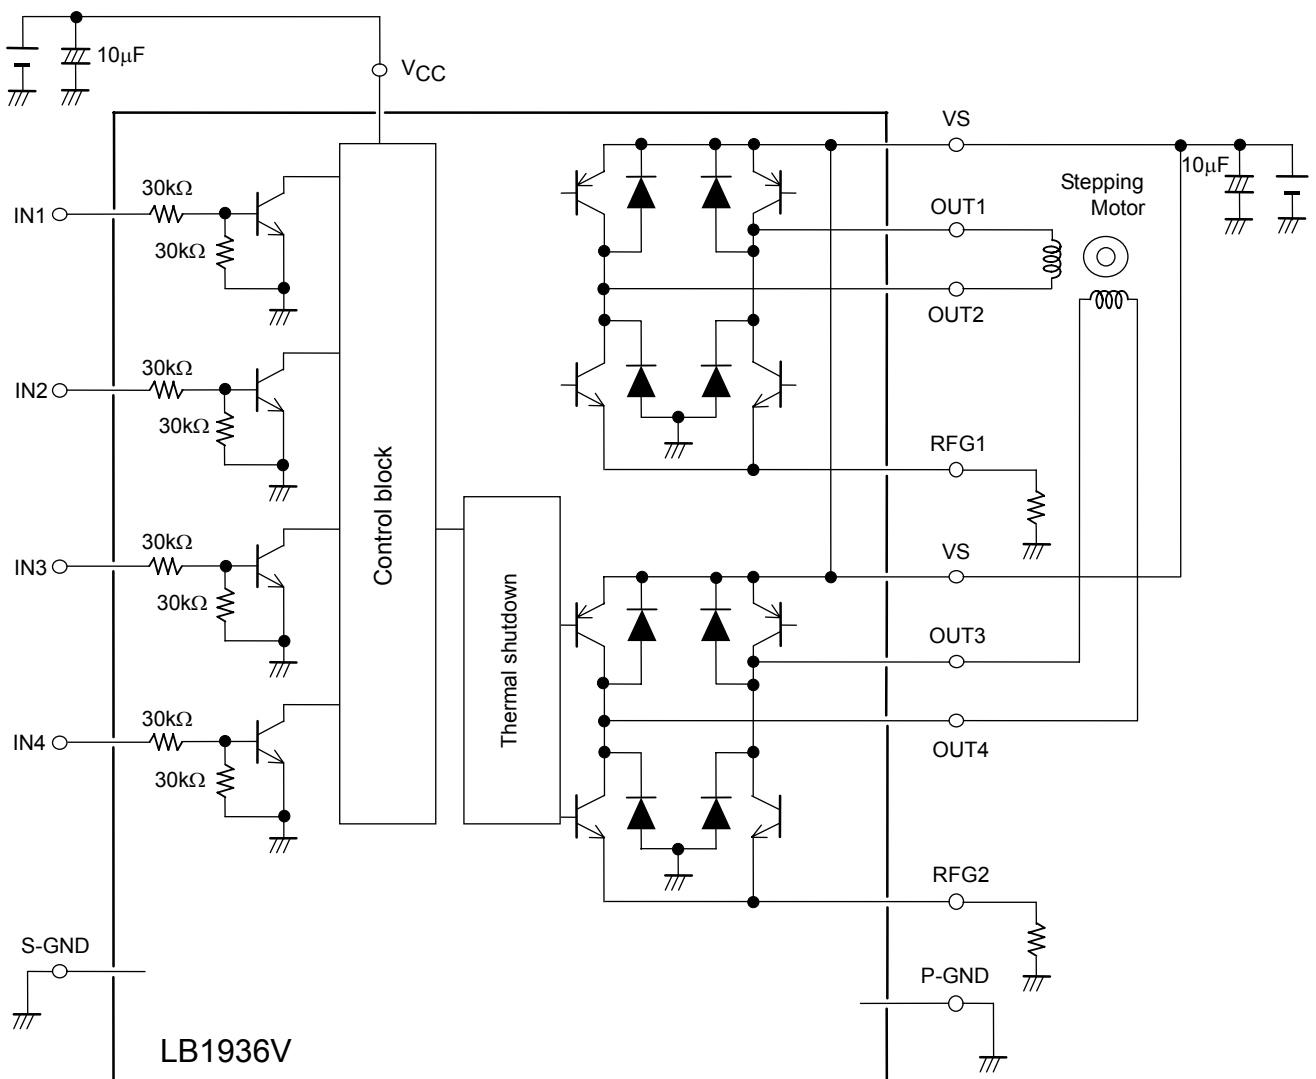 10μF
VCC
VS
30kΩ
IN1
30kΩ
10μF
Stepping
Motor
OUT1
OUT2
30kΩ
IN2
30kΩ
RFG1
Control block
30kΩ
IN3
30kΩ
VS
Thermal shutdown
OUT3
30kΩ
IN4
30kΩ
OUT4
RFG2
S-GND
P-GND
LB1936V